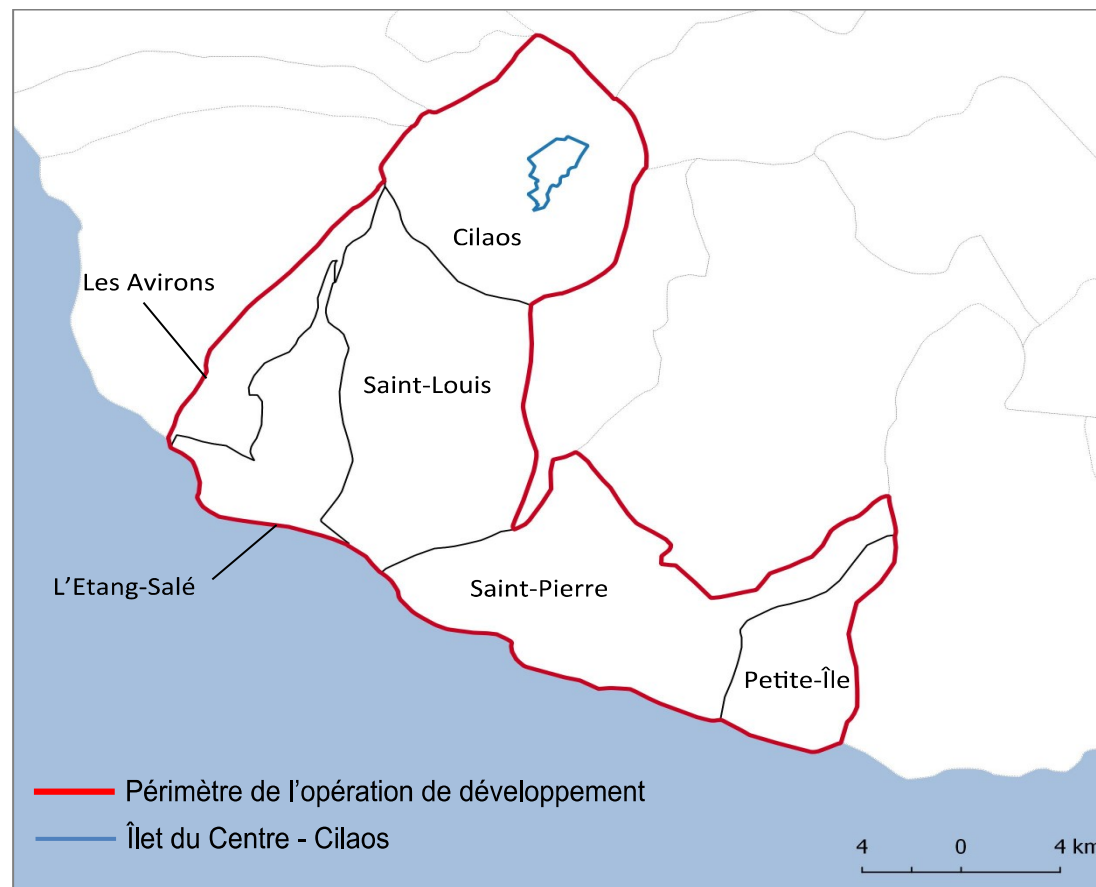 Cilaos
Les Avirons
Saint-Louis
L'Etang-Salé
Saint-Pierre
Petite-Île
Périmètre de l'opération de développement
Îlet du Centre - Cilaos
4 0 4 km